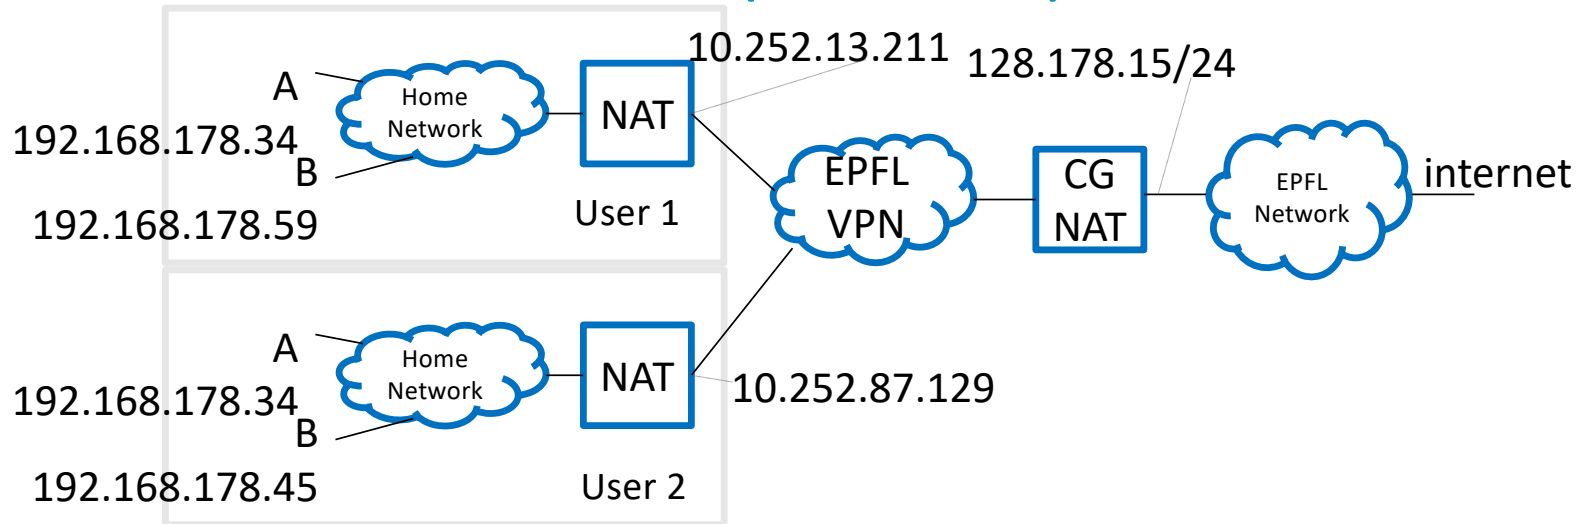 10.252.13.211
128.178.15/24
A
Home
Network
NAT
192.168.178.34
B
192.168.178.59
User 1
EPFL
VPN
CG
NAT
EPFL
Network
internet
A
Home
Network
NAT
10.252.87.129
192.168.178.34
B
192.168.178.45
User 2